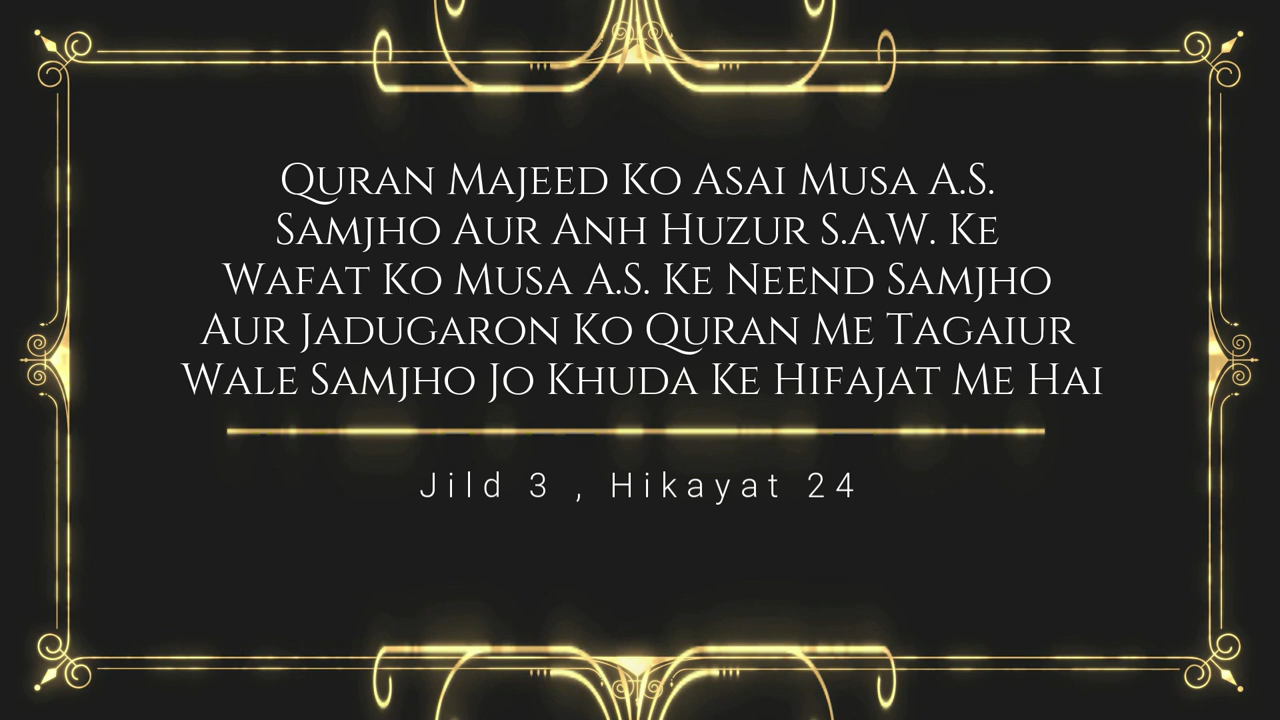 Quran Majeed Ko Asai Musa A.S.
Samjho Aur Anh Huzur S.A.W. Ke
Wafat Ko Musa A.S. Ke Neend Samjho
Aur Jadugaron Ko Quran Me Tagaiur
Wale Samjho Jo Khuda Ke Hifajat Me Hai
Jild 3 , Hikayat 24